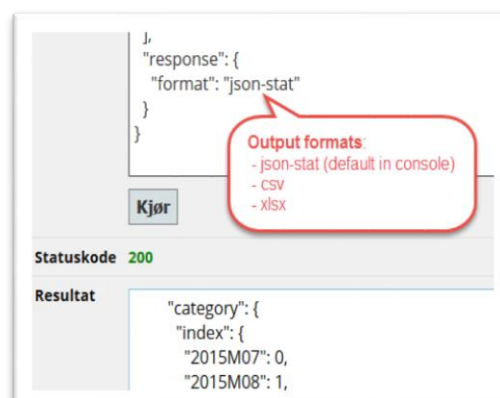 ],
"response": {
"format": "json-stat"
}
}
Output formats:
- json-stat (default in console)
- csv
- xlsx
Kjør
Statuskode 200
Resultat
"category": {
"index": {
"2015M07": 0,
"2015M08": 1,